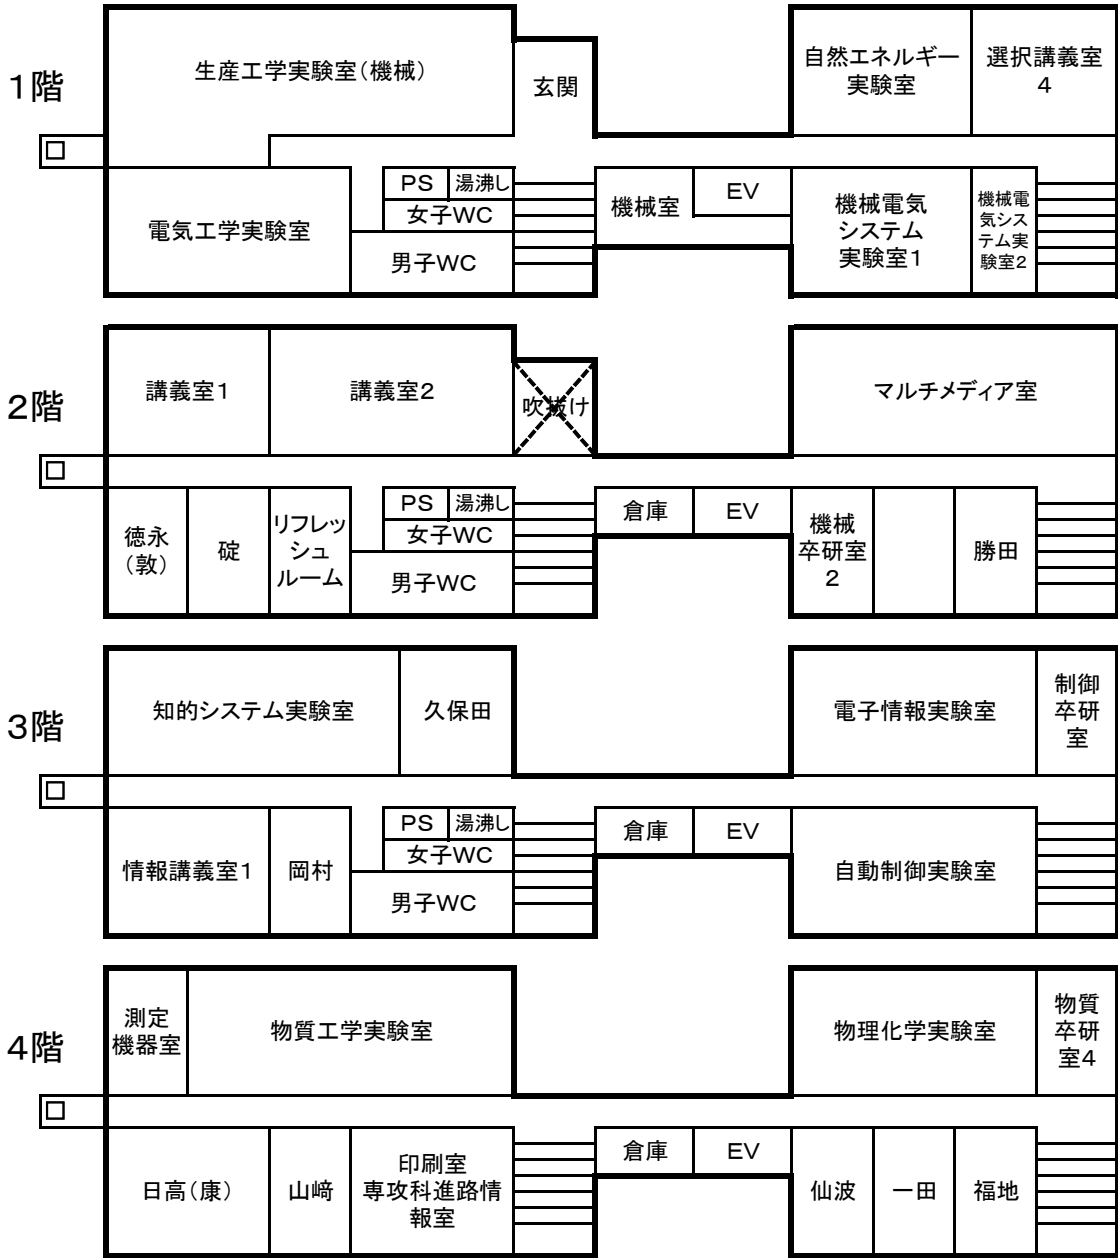 1階
生産工学実験室(機械)
玄関
自然エネルギー
実験室
選択講義室
4
電気工学実験室
PS
湯沸し
女子WC
男子WC
機械室
EV
機械電気
システム
実験室1
機械電
気シス
テム実
験室2
2階
講義室1
講義室2
吹抜け
マルチメディア室
徳永
(敦)
碇
リフレッ
シュ
ルーム
PS
湯沸し
女子WC
男子WC
倉庫
EV
機械
卒研室
2
勝田
3階
知的システム実験室
久保田
電子情報実験室
制御
卒研
室
情報講義室1
岡村
PS
湯沸し
女子WC
男子WC
倉庫
EV
自動制御実験室
4階
測定
機器室
物質工学実験室
物理化学実験室
物質
卒研
室4
日高(康)
山﨑
印刷室
専攻科進路情
報室
倉庫
EV
仙波
一田
福地